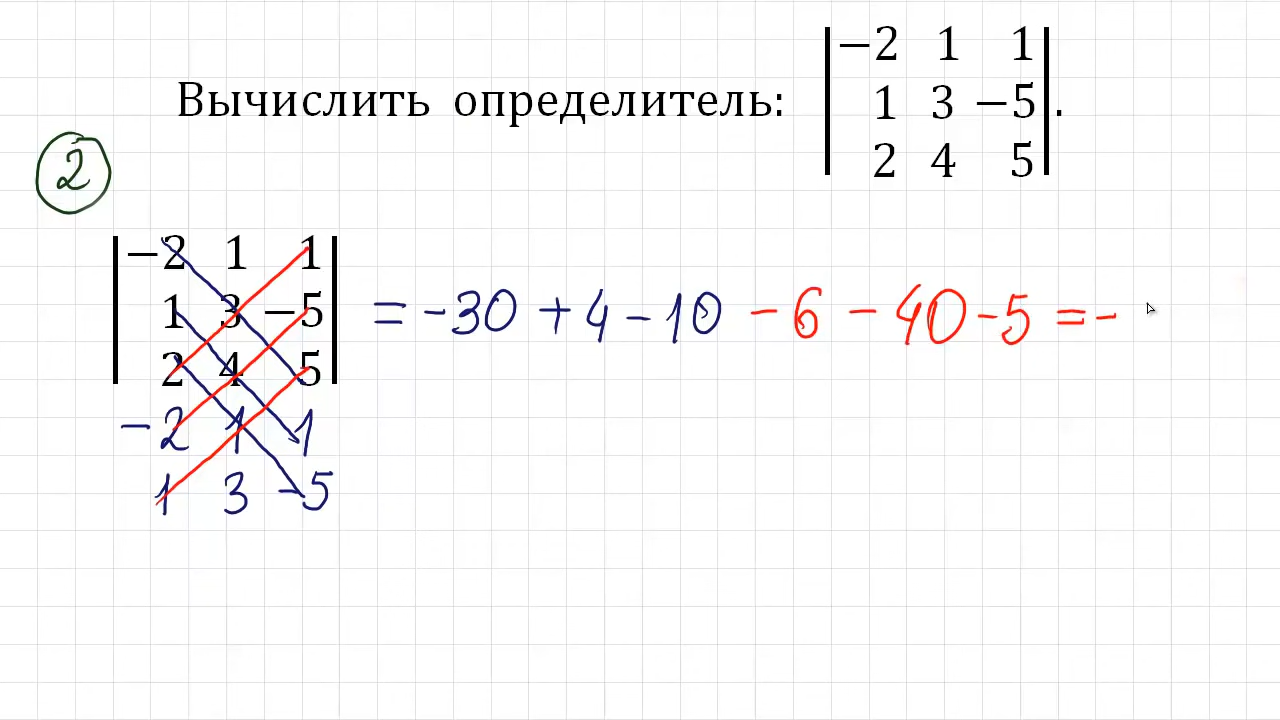 Вычислить определитель: |−2 1 1|
|1 3 −5|.
|2 4 5|
2
|−2 1 1|
|1 3 −5| = -30 + 4 - 10 - 6 - 40 - 5 = -
|2 4 5|
-2 1 1
1 3 -5